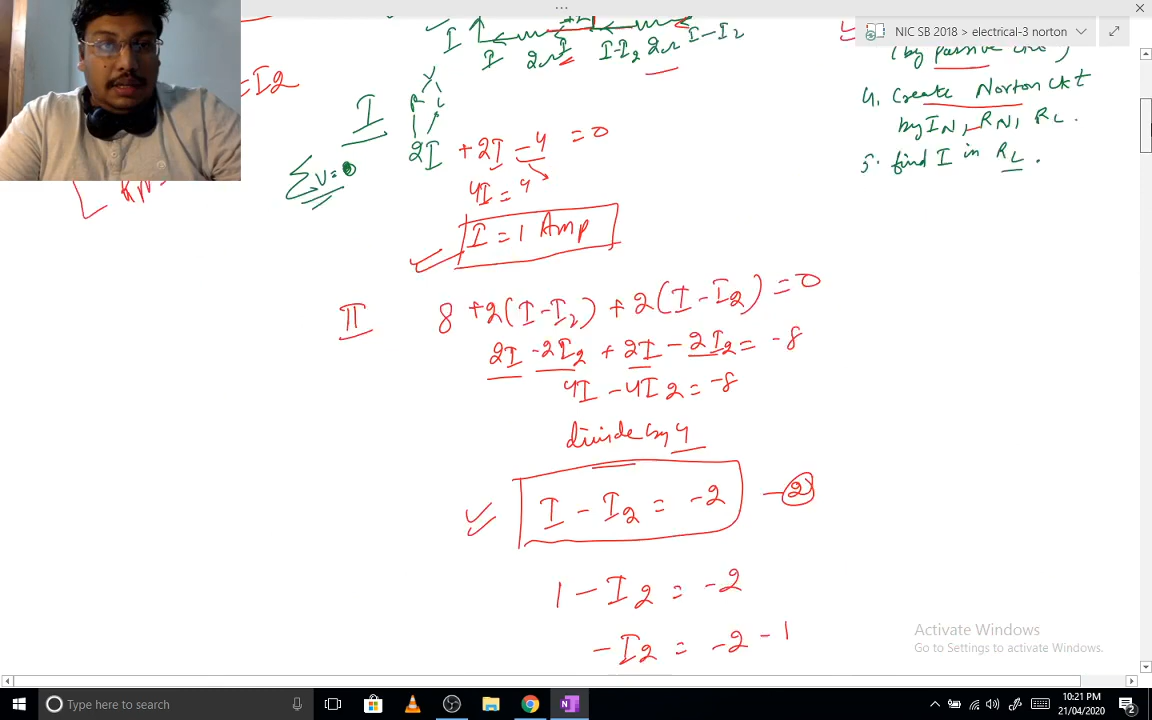 NIC SB 2018 > electrical-3 norton
I
I
2Ω I
I-I2 2Ω I-I2
=I2
(by passive
4. Create Norton CKt
by IN, RN, RL.
5. find I in RL.
I
2I +2I -4 =0
ΣV=0
4I = 4
I = 1 Amp
II 8 +2(I-I2) + 2(I-I2) =0
2I -2I2 + 2I - 2I2 = -8
4I -4I2 = -8
divide by 4
I - I2 = -2 -②
1 - I2 = -2
-I2 = -2 -1
Activate Windows
Go to Settings to activate Windows.
Type here to search
10:21 PM
21/04/2020
2